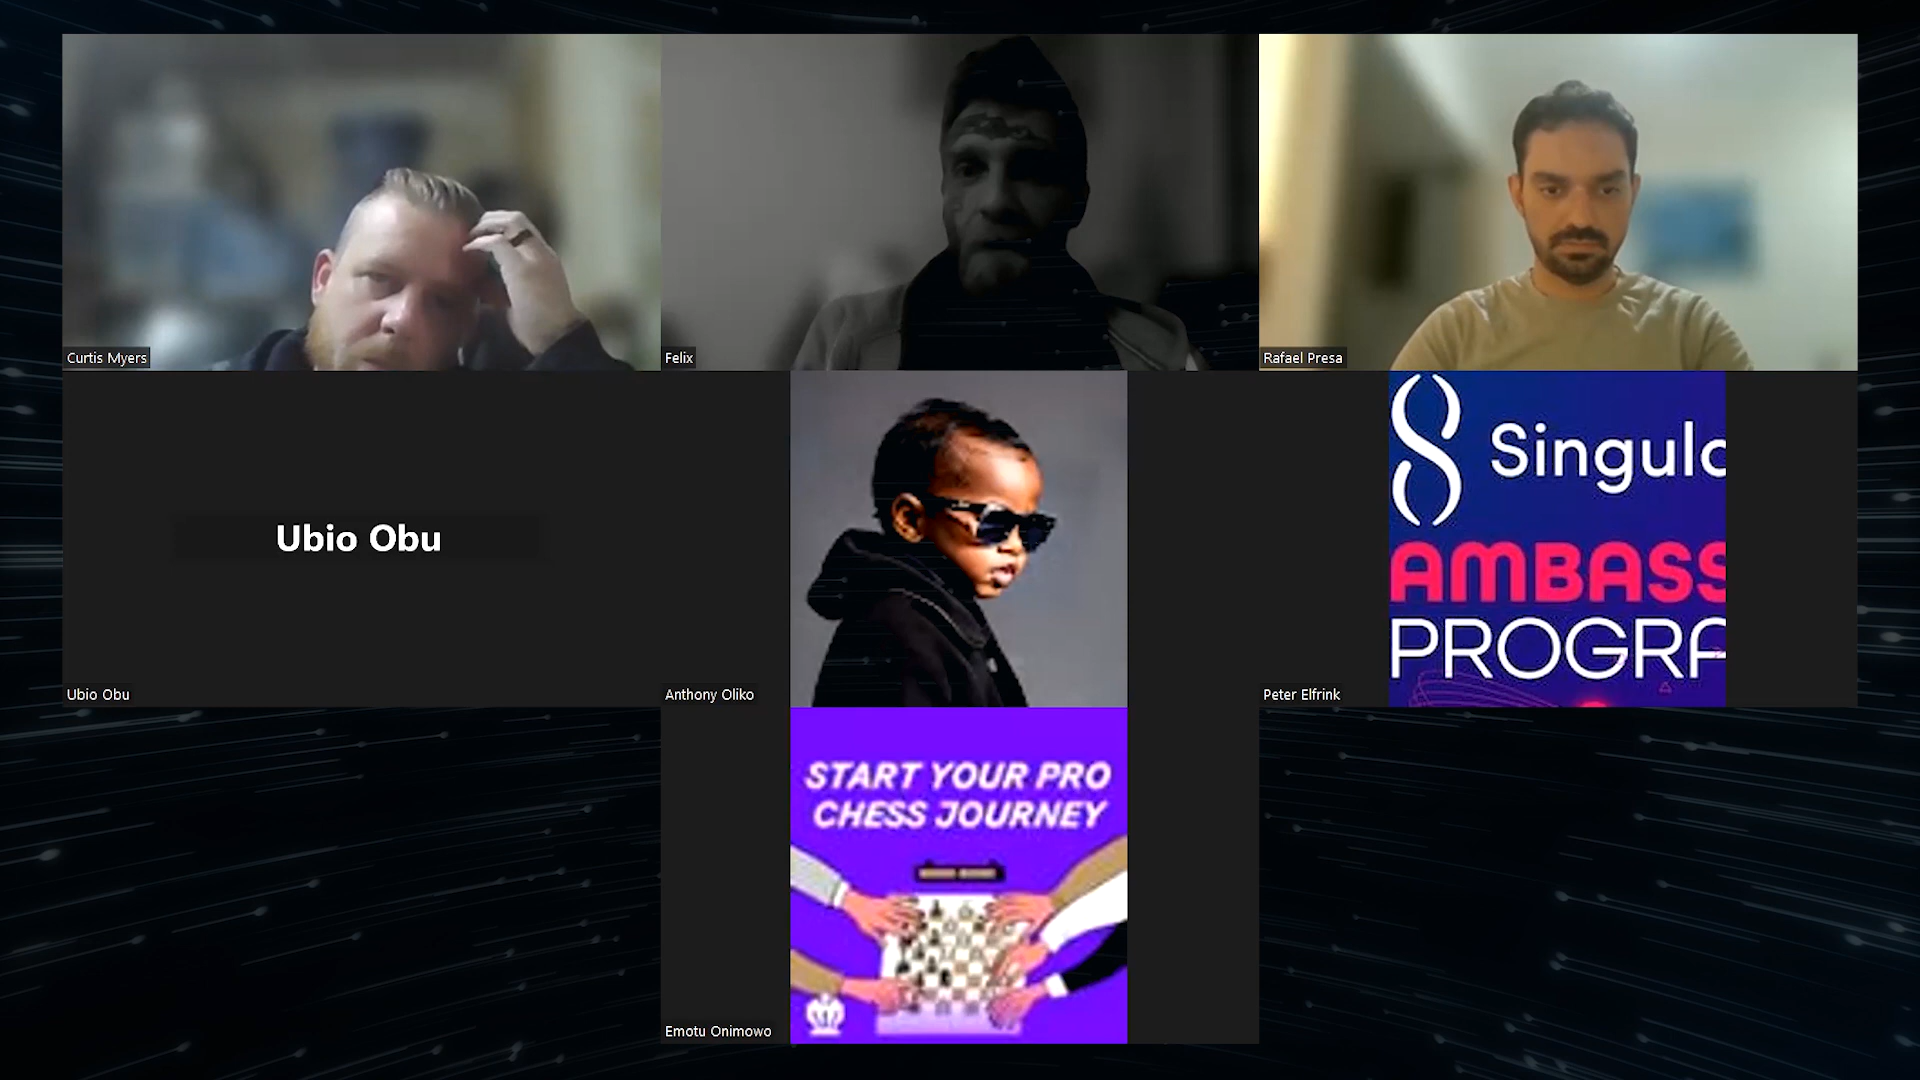 Curtis Myers
Felix
Rafael Presa
Ubio Obu
Ubio Obu
Anthony Oliko
Singula
AMBASS
PROGRA
Peter Elfrink
START YOUR PRO
CHESS JOURNEY
Emotu Onimowo